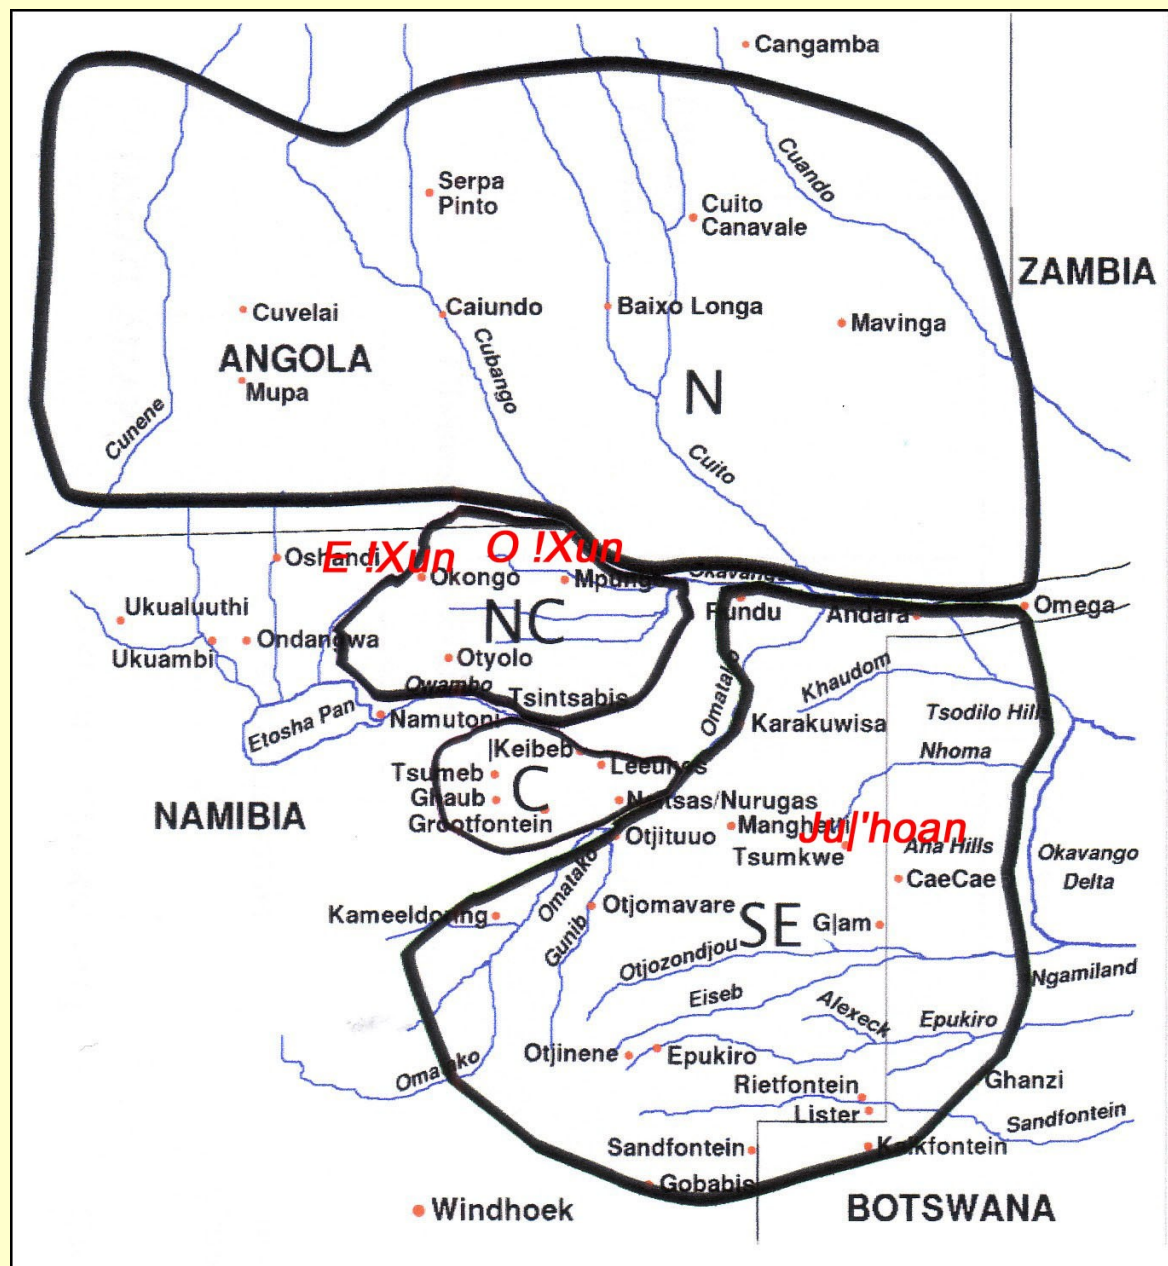 Cangamba
Serpa
Pinto
Cuando
Cuito
Canavale
ZAMBIA
Cuvelai
Caiundo
Baixo Longa
Mavinga
ANGOLA
Mupa
Cubango
N
Cunene
Cuito
Oshandi
E !Xun
O !Xun
Okongo
Mpung
Okavango
Ukualuuthi
Rundu
Andara
Omega
NC
Ondangwa
Ukuambi
Otyolo
Omatako
Khaudom
Owambo
Tsintsabis
Etosha Pan
Namutoni
Karakuwisa
Tsodilo Hills
|Keibeb
Nhoma
Tsumeb
Leeunes
C
Ghaub
NAMIBIA
Grootfontein
Otjituuo
Manghetti
Ju|'hoan
Tsumkwe
Aha Hills
Okavango
Delta
CaeCae
Omatako
Kameeldoring
Otjomavare
SE
G|am
Gunib
Otjozondjou
Ngamiland
Eiseb
Alexeck
Epukiro
Otjinene
Epukiro
Omatako
Rietfontein
Ghanzi
Lister
Sandfontein
Sandfontein
Kalkfontein
Gobabis
Windhoek
BOTSWANA